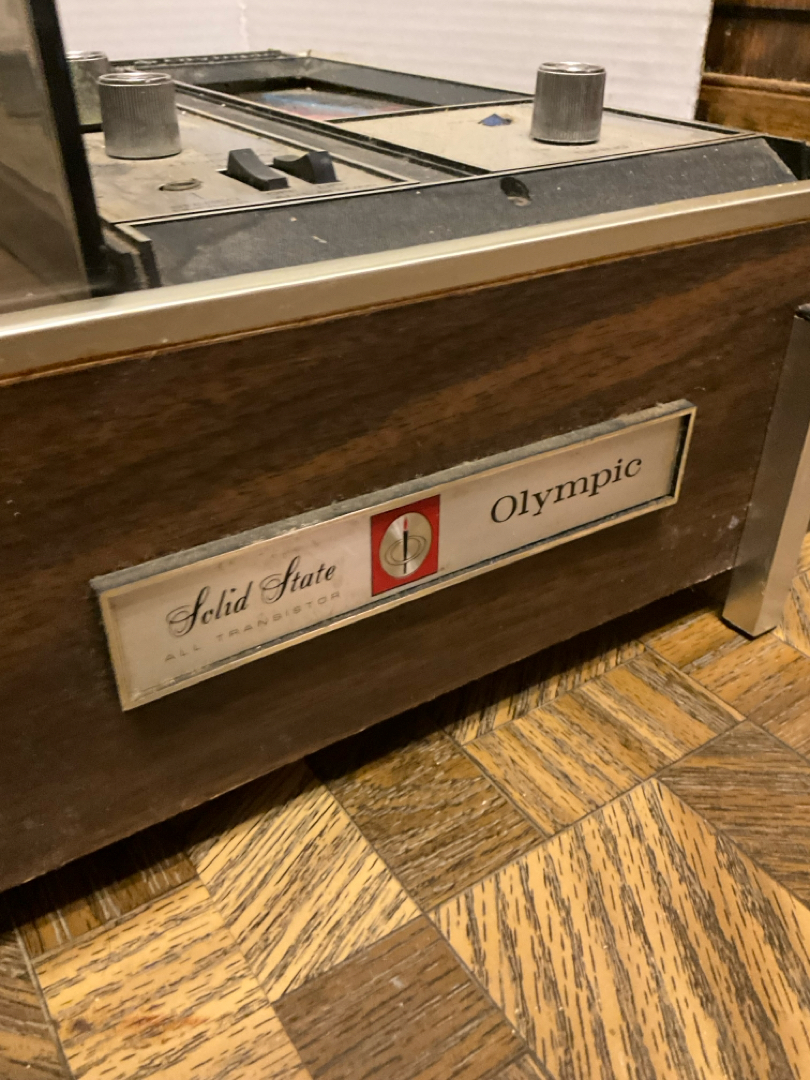 Solid State
ALL TRANSISTOR
Olympic